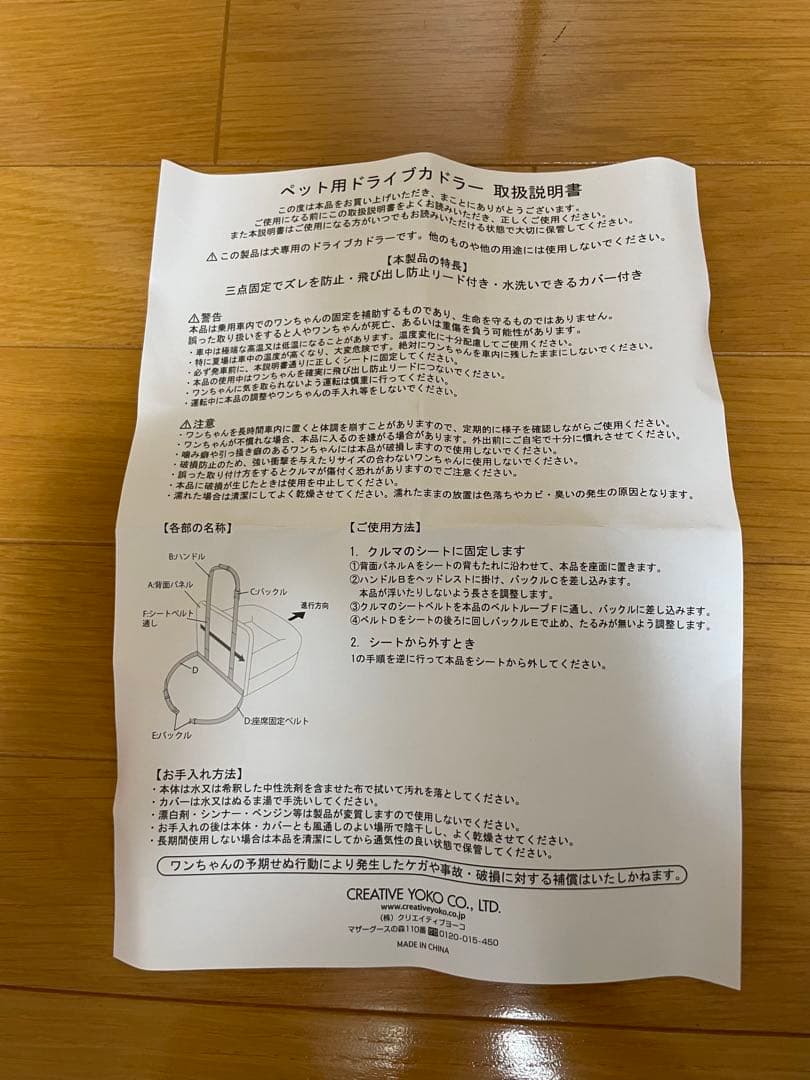 ペット用ドライブカドラー 取扱説明書
この度は本品をお買い上げいただき、まことにありがとうございます。
ご使用になる前にこの取扱説明書をよくお読みいただき、正しくご使用ください。
また本説明書はご使用になる方がいつでもお読みいただける状態で大切に保管してください。
⚠この製品は犬専用のドライブカドラーです。他のものや他の用途には使用しないでください。
【本製品の特長】
三点固定でズレを防止・飛び出し防止リード付き・水洗いできるカバー付き
⚠警告
本品は乗用車内でのワンちゃんの固定を補助するものであり、生命を守るものではありません。
誤った取り扱いをすると人やワンちゃんが死亡、あるいは重傷を負う可能性があります。
・車中は極端な高温又は低温になることがあります。温度変化に十分配慮してご使用ください。
・特に夏場は車中の温度が高くなり、大変危険です。絶対にワンちゃんを車内に残したままにしないでください。
・必ず発車前に、本説明書通りに正しくシートに固定してください。
・本品の使用中はワンちゃんを確実に飛び出し防止リードにつないでください。
・ワンちゃんに気を取られないよう運転は慎重に行ってください。
・運転中に本品の調整やワンちゃんの手入れ等をしないでください。
⚠注意
・ワンちゃんを長時間車内に置くと体調を崩すことがありますので、定期的に様子を確認しながらご使用ください。
・ワンちゃんが不慣れな場合、本品に入るのを嫌がる場合があります。外出前にご自宅で十分に慣れさせてください。
・噛み癖や引っ掻き癖のあるワンちゃんには本品が破損しますので使用しないでください。
・破損防止のため、強い衝撃を与えたりサイズの合わないワンちゃんに使用しないでください。
・誤った取り付け方をするとクルマが傷付く恐れがありますのでご注意ください。
・本品に破損が生じたときは使用を中止してください。
・濡れた場合は清潔にしてよく乾燥させてください。濡れたままの放置は色落ちやカビ・臭いの発生の原因となります。
【各部の名称】
B:ハンドル
A:背面パネル
C:バックル
F:シートベルト
通し
進行方向
D
D:座席固定ベルト
E:バックル
【ご使用方法】
1. クルマのシートに固定します
①背面パネルAをシートの背もたれに沿わせて、本品を座面に置きます。
②ハンドルBをヘッドレストに掛け、バックルCを差し込みます。
本品が浮いたりしないよう長さを調整します。
③クルマのシートベルトを本品のベルトループFに通し、バックルに差し込みます。
④ベルトDをシートの後ろに回しバックルEで止め、たるみが無いよう調整します。
2. シートから外すとき
1の手順を逆に行って本品をシートから外してください。
【お手入れ方法】
・本体は水又は希釈した中性洗剤を含ませた布で拭いて汚れを落としてください。
・カバーは水又はぬるま湯で手洗いしてください。
・漂白剤・シンナー・ベンジン等は製品が変質しますので使用しないでください。
・お手入れの後は本体・カバーとも風通しのよい場所で陰干しし、よく乾燥させてください。
・長期間使用しない場合は本品を清潔にしてから通気性の良い状態で保管してください。
ワンちゃんの予期せぬ行動により発生したケガや事故・破損に対する補償はいたしかねます。
CREATIVE YOKO CO., LTD.
www.creativeyoko.co.jp
(株) クリエイティブヨーコ
マザーグースの森110番 0120-015-450
MADE IN CHINA